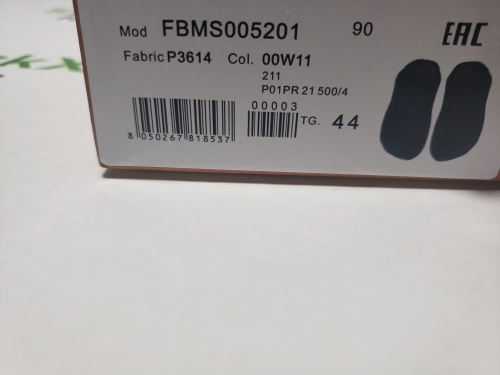 Mod FBMS005201 90 EAC
Fabric P3614 Col. 00W11
211
P01PR 21 500/4
00003
8 050267 818537 TG. 44